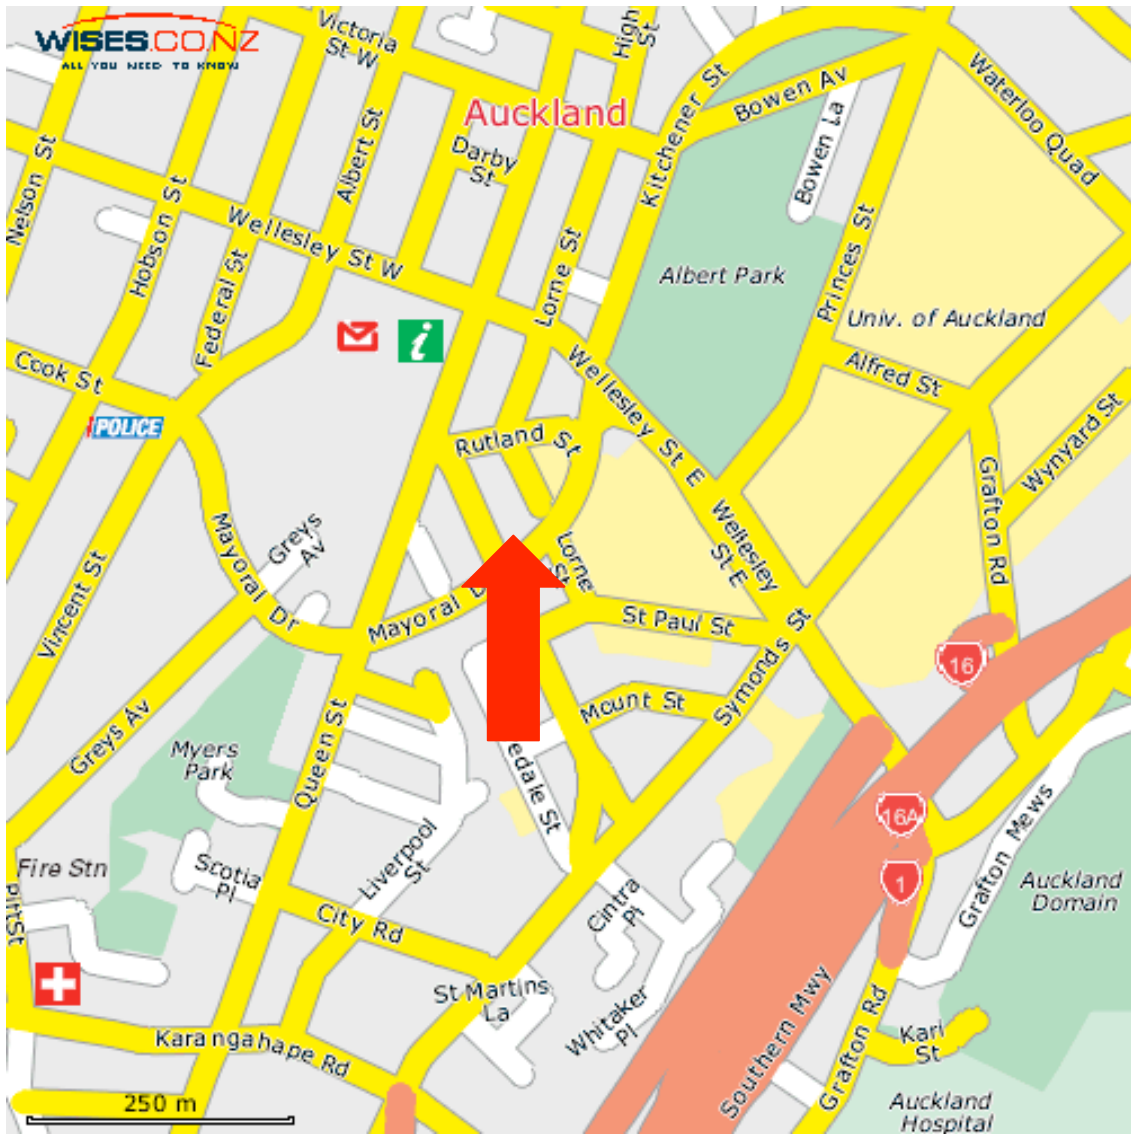 WISES.CO.NZ
ALL YOU NEED TO KNOW
Victoria
St W
High
St
Waterloo Quad
Bowen Av
Auckland
Kitchener St
Albert St
Darby
St
Bowen La
Nelson St
Hobson St
Wellesley St W
Federal St
Lorne St
Albert Park
Princes St
Univ. of Auckland
Cook St
Alfred St
POLICE
Rutland St
Wellesley St E
Wynyard St
Grafton Rd
Wellesley
St E
Greys
Av
Mayoral Dr
Lorne
St
Vincent St
Mayoral
St Paul St
Symonds St
16
Mount St
Greys Av
Myers
Park
Queen St
edale St
16A
Grafton Mews
Liverpool
St
Fire Stn
Scotia
Pl
1
Auckland
Domain
Cintra
Pl
Pitt St
City Rd
St Martins
La
Whitaker
Pl
Southern Mwy
Grafton Rd
Kari
St
Karangahape Rd
250 m
Auckland
Hospital